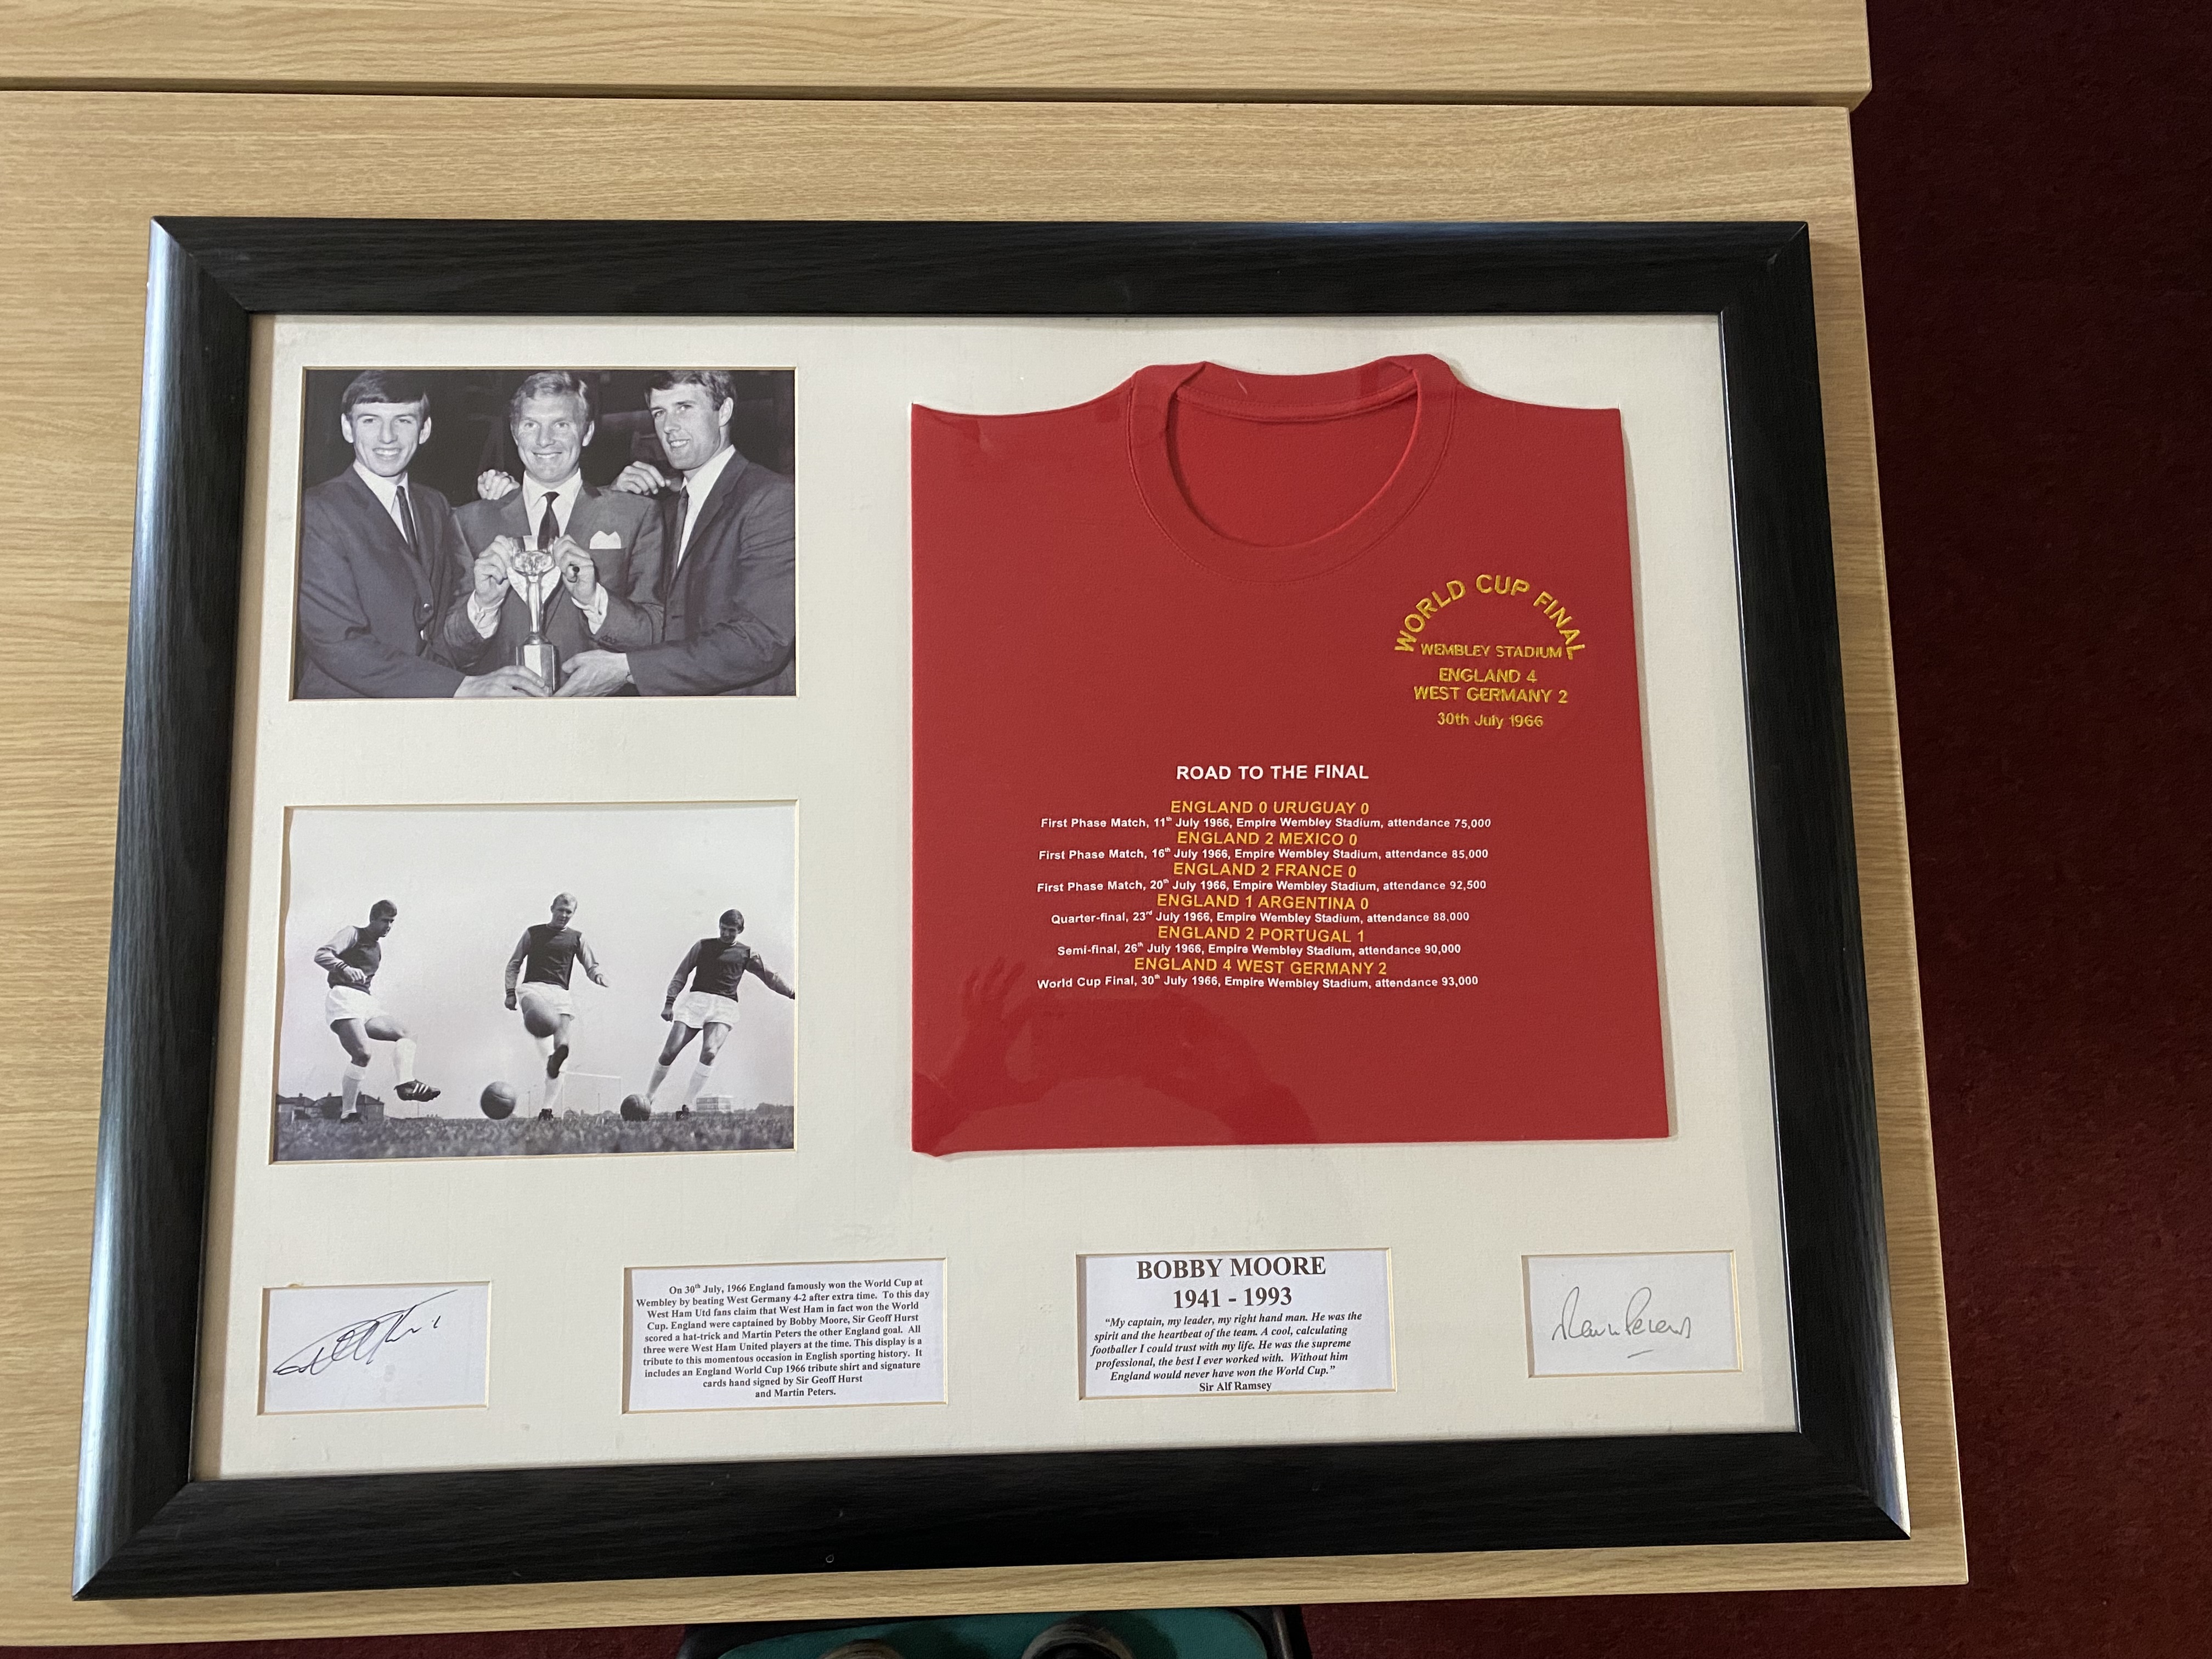 WORLD CUP FINAL
WEMBLEY STADIUM
ENGLAND 4
WEST GERMANY 2
30th July 1966
ROAD TO THE FINAL
ENGLAND 0 URUGUAY 0
First Phase Match, 11th July 1966, Empire Wembley Stadium, attendance 75,000
ENGLAND 2 MEXICO 0
First Phase Match, 16th July 1966, Empire Wembley Stadium, attendance 85,000
ENGLAND 2 FRANCE 0
First Phase Match, 20th July 1966, Empire Wembley Stadium, attendance 92,500
ENGLAND 1 ARGENTINA 0
Quarter-final, 23rd July 1966, Empire Wembley Stadium, attendance 88,000
ENGLAND 2 PORTUGAL 1
Semi-final, 26th July 1966, Empire Wembley Stadium, attendance 90,000
ENGLAND 4 WEST GERMANY 2
World Cup Final, 30th July 1966, Empire Wembley Stadium, attendance 93,000
On 30th July, 1966 England famously won the World Cup at
Wembley by beating West Germany 4-2 after extra time. To this day
West Ham Utd fans claim that West Ham in fact won the World
Cup. England were captained by Bobby Moore, Sir Geoff Hurst
scored a hat-trick and Martin Peters the other England goal. All
three were West Ham United players at the time. This display is a
tribute to this momentous occasion in English sporting history. It
includes an England World Cup 1966 tribute shirt and signature
cards hand signed by Sir Geoff Hurst
and Martin Peters.
BOBBY MOORE
1941 - 1993
"My captain, my leader, my right hand man. He was the
spirit and the heartbeat of the team. A cool, calculating
footballer I could trust with my life. He was the supreme
professional, the best I ever worked with. Without him
England would never have won the World Cup."
Sir Alf Ramsey